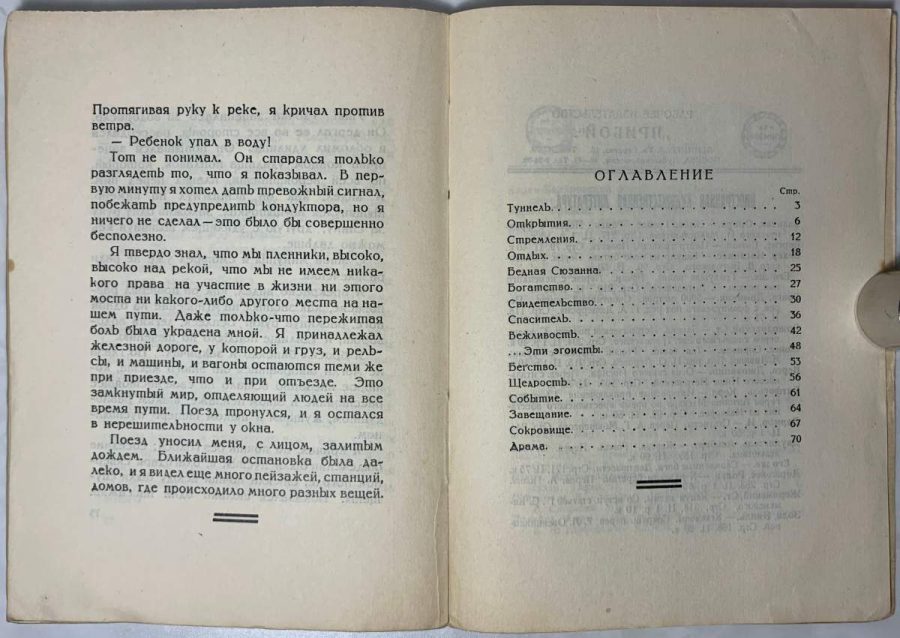 Протягивая руку к реке, я кричал против
ветра.
— Ребенок упал в воду!
Тот не понимал. Он старался только
разглядеть то, что я показывал. В пер-
вую минуту я хотел дать тревожный сигнал,
побежать предупредить кондуктора, но я
ничего не сделал — это было бы совершенно
бесполезно.
Я твердо знал, что мы пленники, высоко,
высоко над рекой, что мы не имеем ника-
кого права на участие в жизни ни этого
моста ни какого-либо другого места на на-
шем пути. Даже только-что пережитая
боль была украдена мной. Я принадлежал
железной дороге, у которой и груз, и рель-
сы, и машины, и вагоны остаются теми же
при приезде, что и при отъезде. Это
замкнутый мир, отделяющий людей на все
время пути. Поезд тронулся, и я остался
в нерешительности у окна.
Поезд уносил меня, с лицом, залитым
дождем. Ближайшая остановка была да-
леко, и я видел еще много пейзажей, станций,
домов, где происходило много разных вещей.
ОГЛАВЛЕНИЕ
Стр.
Туннель. 3
Открытия. 6
Стремления. 12
Отдых. 18
Бедная Сюзанна. 25
Богатство. 27
Свидетельство. 30
Спаситель. 36
Вежливость. 42
...Эти эгоисты. 48
Бегство. 53
Щедрость. 56
Событие. 61
Завещание. 64
Сокровище. 67
Драма. 70